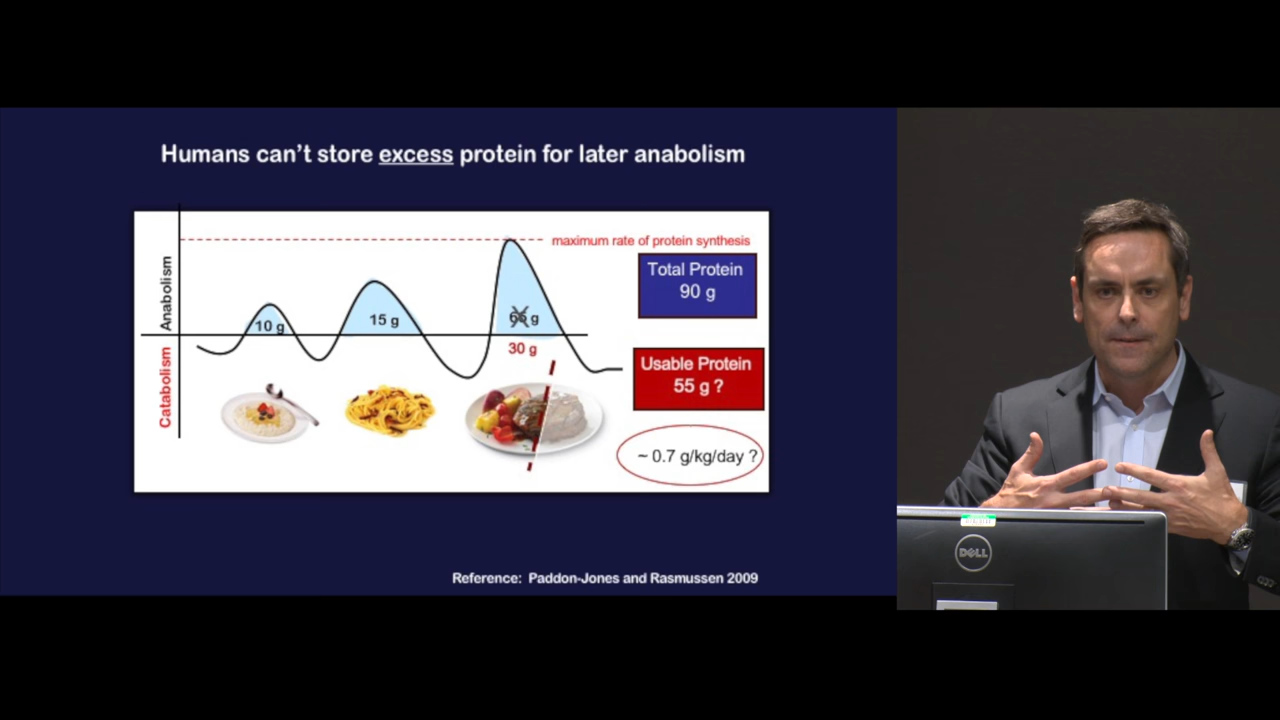 Humans can't store excess protein for later anabolism
Anabolism
Catabolism
maximum rate of protein synthesis
10 g
15 g
65 g
30 g
Total Protein
90 g
Usable Protein
55 g ?
~ 0.7 g/kg/day ?
Reference: Paddon-Jones and Rasmussen 2009
DELL